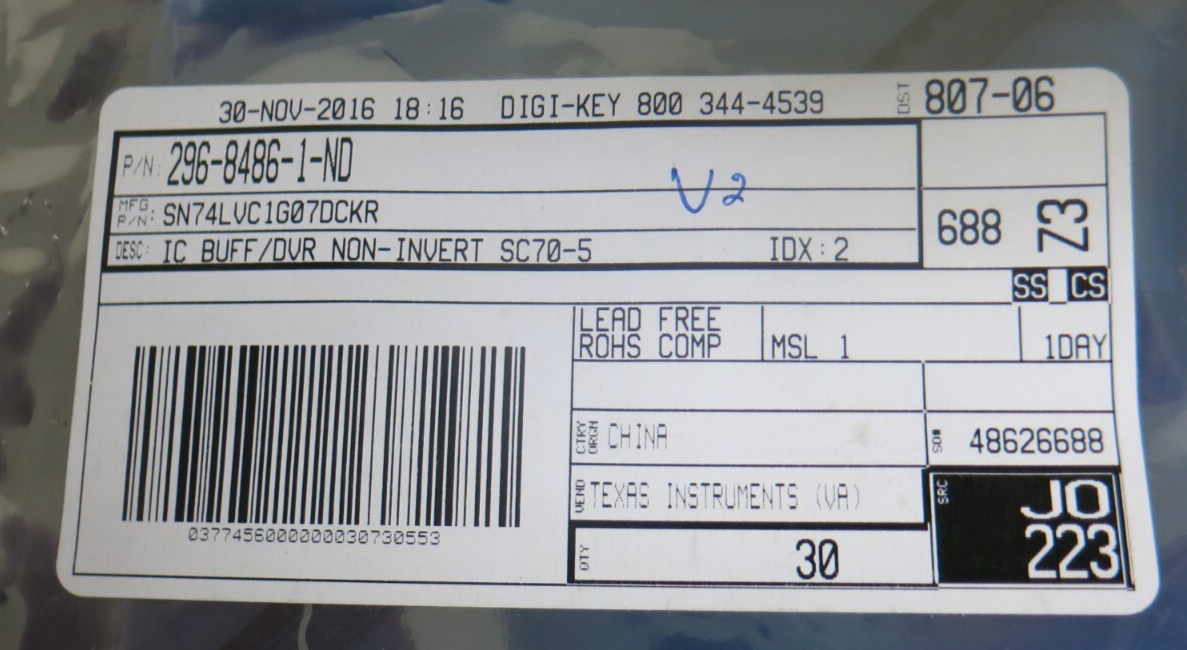 30-NOV-2016 18:16 DIGI-KEY 800 344-4539 DST 807-06
P/N: 296-8486-1-ND
V2
MFG P/N: SN74LVC1G07DCKR
688 Z3
DESC: IC BUFF/DVR NON-INVERT SC70-5 IDX:2
SS CS
LEAD FREE
ROHS COMP MSL 1 1DAY
CTRY ORGN CHINA SO# 48626688
VEND TEXAS INSTRUMENTS (VA) SRC JO
QTY 30 223
0377456000000030730553